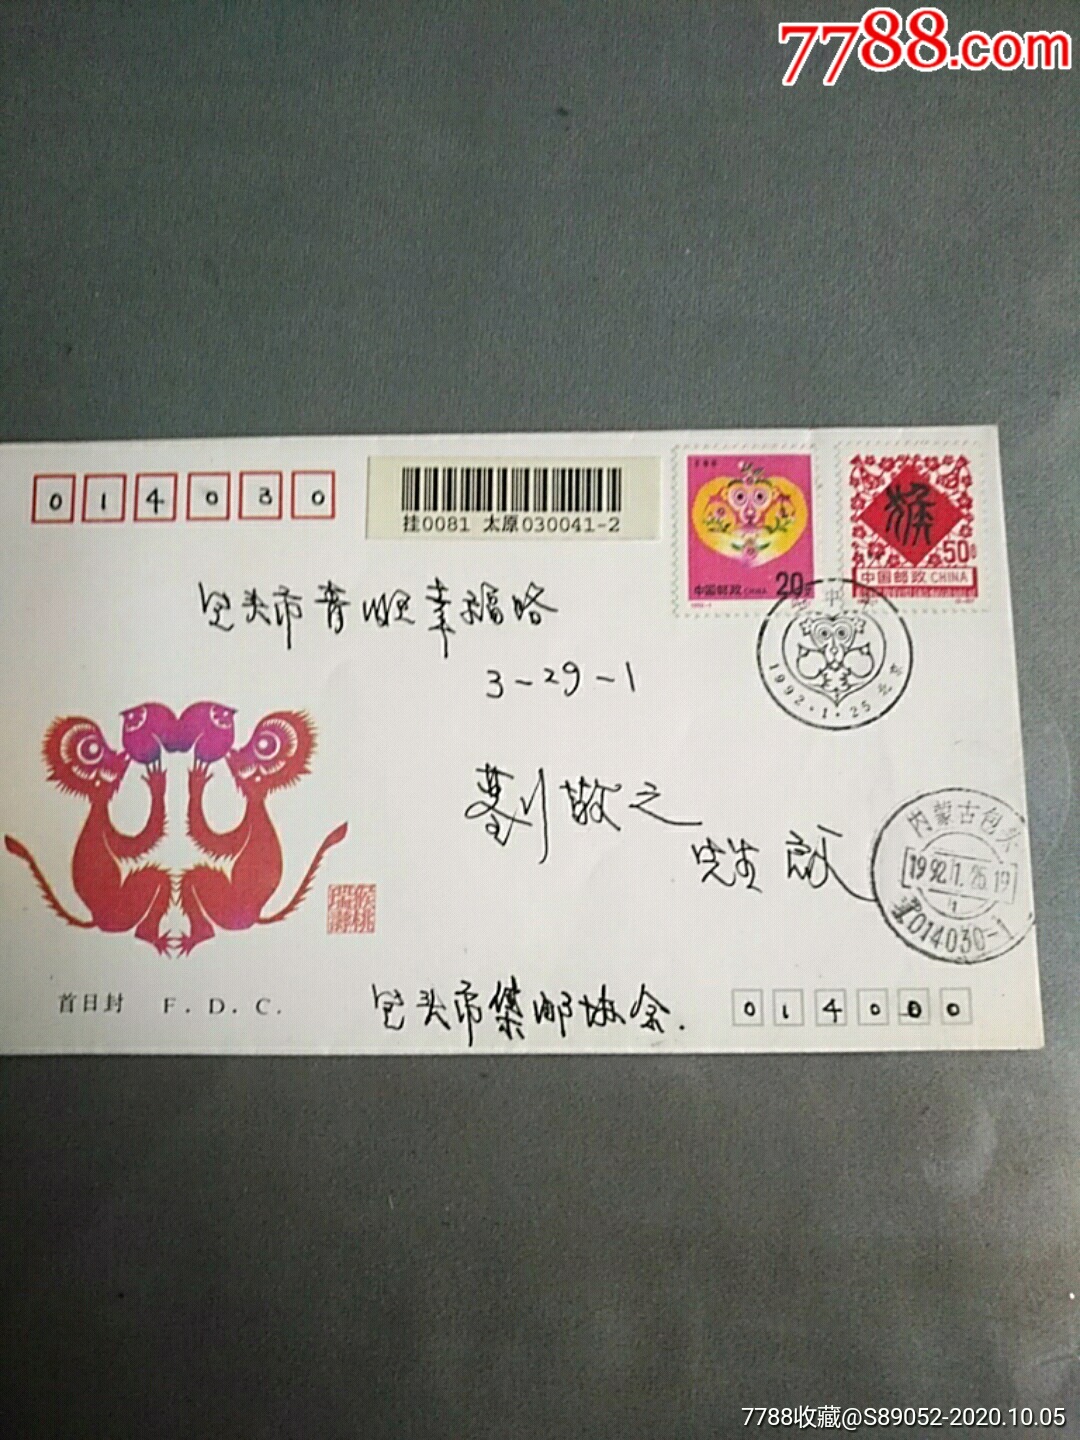 7788.com
014030
挂0081 太原030041-2
20分
中国邮政 CHINA
猴
50分
中国邮政 CHINA
包头市青山区幸福路
3-29-1
1992.1.25 北京
敬之
先生 启
内蒙古包头
1992.1.25.19
014030-1
首日封 F.D.C.
包头市集邮协会.
014000
7788收藏@S89052-2020.10.05